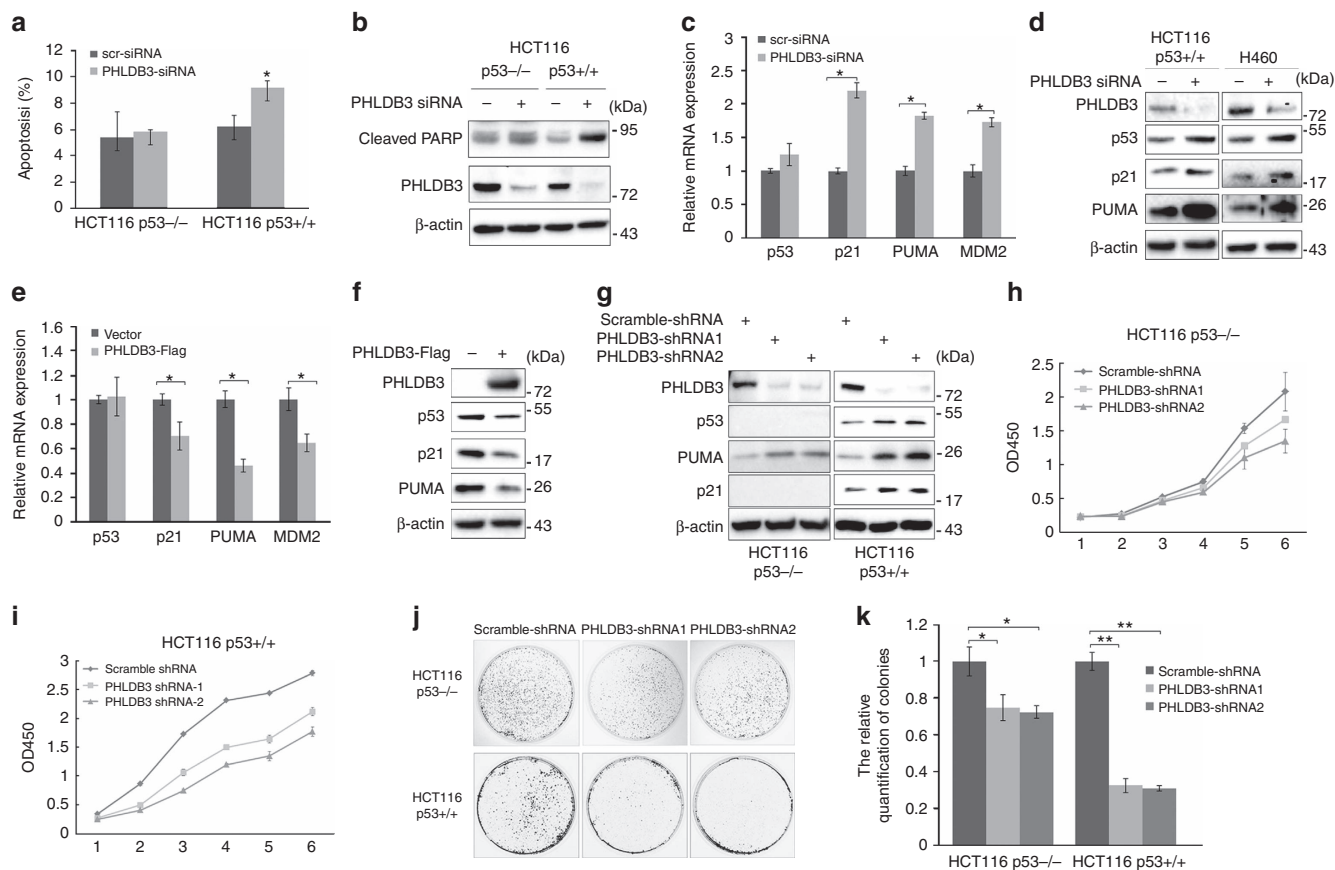 a
12
10
8
6
4
2
0
Apoptosisi (%)
scr-siRNA
PHLDB3-siRNA
*
HCT116 p53–/–
HCT116 p53+/+
b
HCT116
p53–/– p53+/+
PHLDB3 siRNA – + – + (kDa)
Cleaved PARP -95
PHLDB3 -72
β-actin -43
c
3
2.5
2
1.5
1
0.5
0
Relative mRNA expression
scr-siRNA
PHLDB3-siRNA
* * *
p53 p21 PUMA MDM2
d
HCT116
p53+/+ H460
PHLDB3 siRNA – + – + (kDa)
PHLDB3 -72
p53 -55
p21 -17
PUMA -26
β-actin -43
e
1.6
1.4
1.2
1
0.8
0.6
0.4
0.2
0
Relative mRNA expression
Vector
PHLDB3-Flag
* * *
p53 p21 PUMA MDM2
f
PHLDB3-Flag – + (kDa)
PHLDB3 -72
p53 -55
p21 -17
PUMA -26
β-actin -43
g
Scramble-shRNA + +
PHLDB3-shRNA1 + +
PHLDB3-shRNA2 + + (kDa)
PHLDB3 -72
p53 -55
PUMA -26
p21 -17
β-actin -43
HCT116
p53–/–
HCT116
p53+/+
h
HCT116 p53–/–
2.5
2
1.5
1
0.5
0
OD450
Scramble-shRNA
PHLDB3-shRNA1
PHLDB3-shRNA2
1 2 3 4 5 6
i
HCT116 p53+/+
3
2.5
2
1.5
1
0.5
0
OD450
Scramble shRNA
PHLDB3 shRNA-1
PHLDB3 shRNA-2
1 2 3 4 5 6
j
Scramble-shRNA PHLDB3-shRNA1 PHLDB3-shRNA2
HCT116
p53–/–
HCT116
p53+/+
k
1.2
1
0.8
0.6
0.4
0.2
0
The relative
quantification of colonies
* *
** **
Scramble-shRNA
PHLDB3-shRNA1
PHLDB3-shRNA2
HCT116 p53–/– HCT116 p53+/+